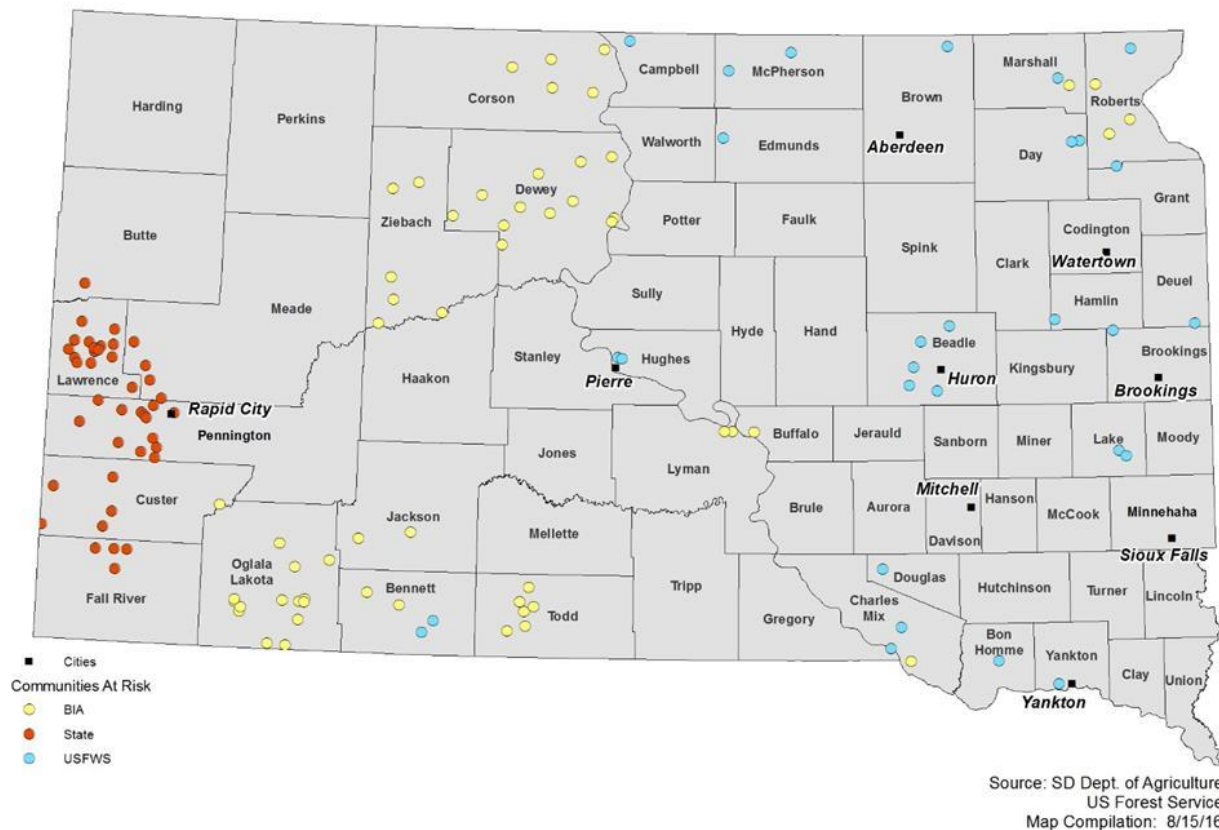 Harding
Perkins
Corson
Campbell
McPherson
Brown
Marshall
Roberts
Walworth
Edmunds
Aberdeen
Day
Dewey
Ziebach
Butte
Potter
Faulk
Spink
Clark
Codington
Grant
Watertown
Meade
Sully
Hyde
Hand
Hamlin
Deuel
Lawrence
Haakon
Stanley
Hughes
Pierre
Beadle
Huron
Kingsbury
Brookings
Brookings
Rapid City
Pennington
Jones
Lyman
Buffalo
Jerauld
Sanborn
Miner
Lake
Moody
Custer
Jackson
Mellette
Brule
Aurora
Mitchell
Davison
Hanson
McCook
Minnehaha
Sioux Falls
Fall River
Oglala
Lakota
Bennett
Todd
Tripp
Gregory
Charles
Mix
Douglas
Hutchinson
Turner
Lincoln
Bon
Homme
Yankton
Yankton
Clay
Union
Cities
Communities At Risk
BIA
State
USFWS
Source: SD Dept. of Agriculture
US Forest Service
Map Compilation: 8/15/16